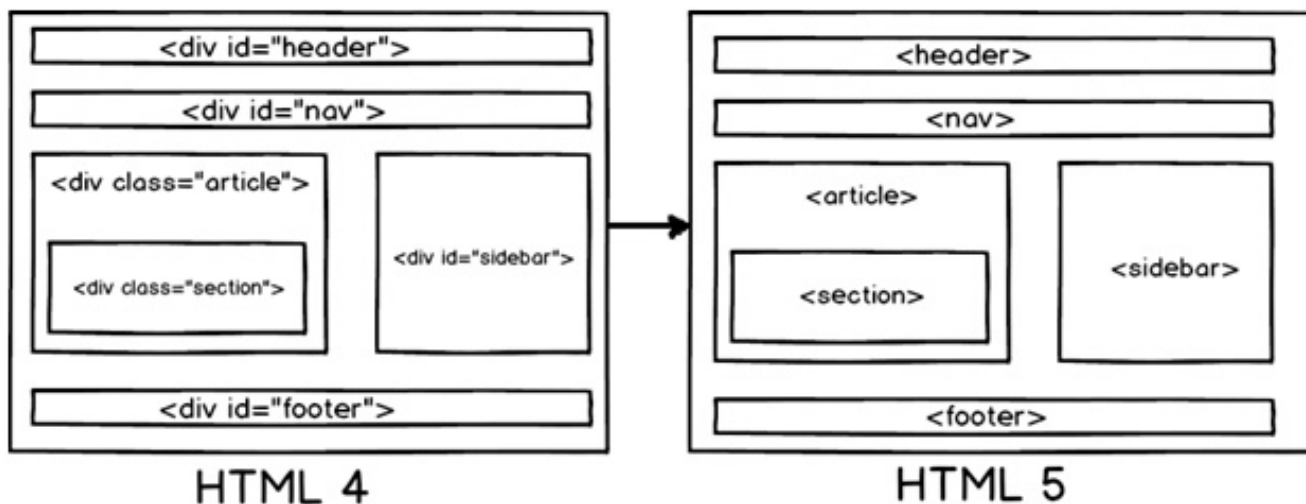 <div id="header">
<div id="nav">
<div class="article">
<div class="section">
<div id="sidebar">
<div id="footer">
HTML 4
<header>
<nav>
<article>
<section>
<sidebar>
<footer>
HTML 5